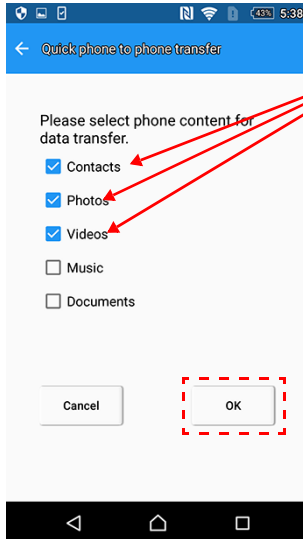 43% 5:38
Quick phone to phone transfer
Please select phone content for
data transfer.
Contacts
Photos
Videos
Music
Documents
Cancel OK